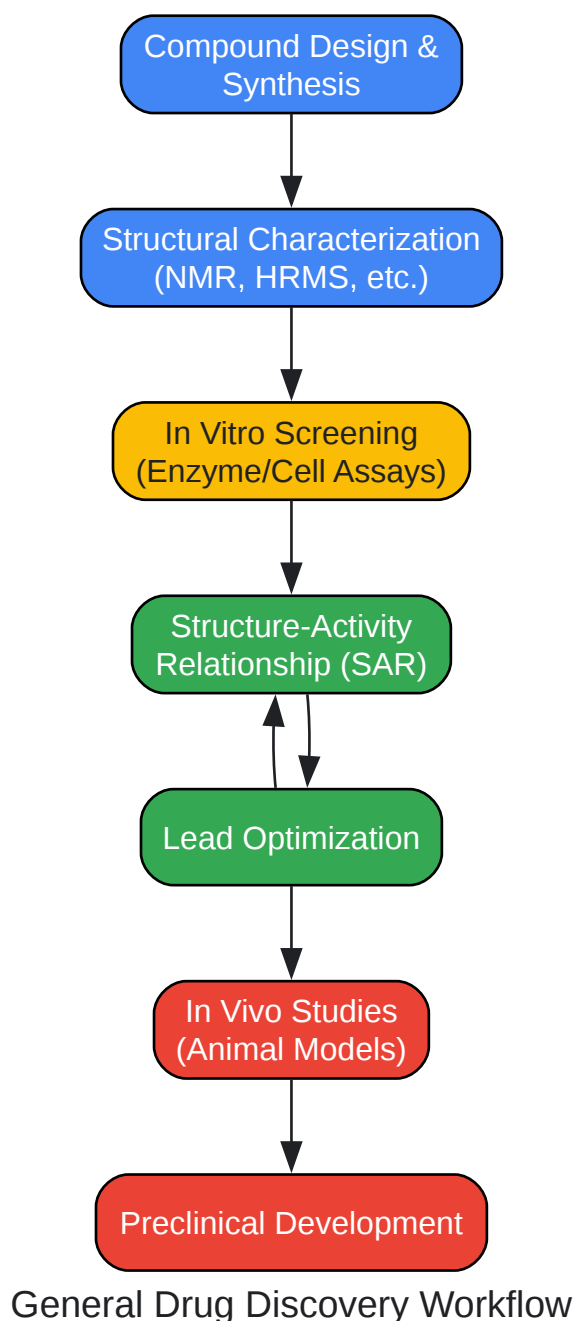 Compound Design &
Synthesis
Structural Characterization
(NMR, HRMS, etc.)
In Vitro Screening
(Enzyme/Cell Assays)
Structure-Activity
Relationship (SAR)
Lead Optimization
In Vivo Studies
(Animal Models)
Preclinical Development
General Drug Discovery Workflow